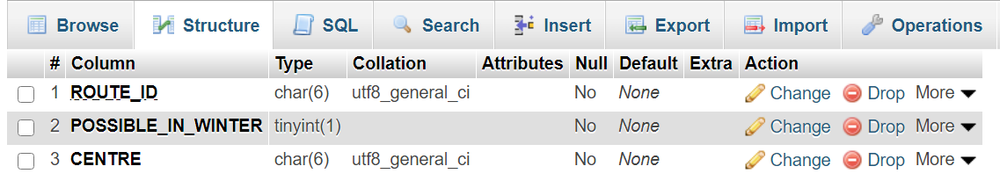 Browse Structure SQL Search Insert Export Import Operations
# Column Type Collation Attributes Null Default Extra Action
1 ROUTE_ID char(6) utf8_general_ci No None Change Drop More
2 POSSIBLE_IN_WINTER tinyint(1) No None Change Drop More
3 CENTRE char(6) utf8_general_ci No None Change Drop More